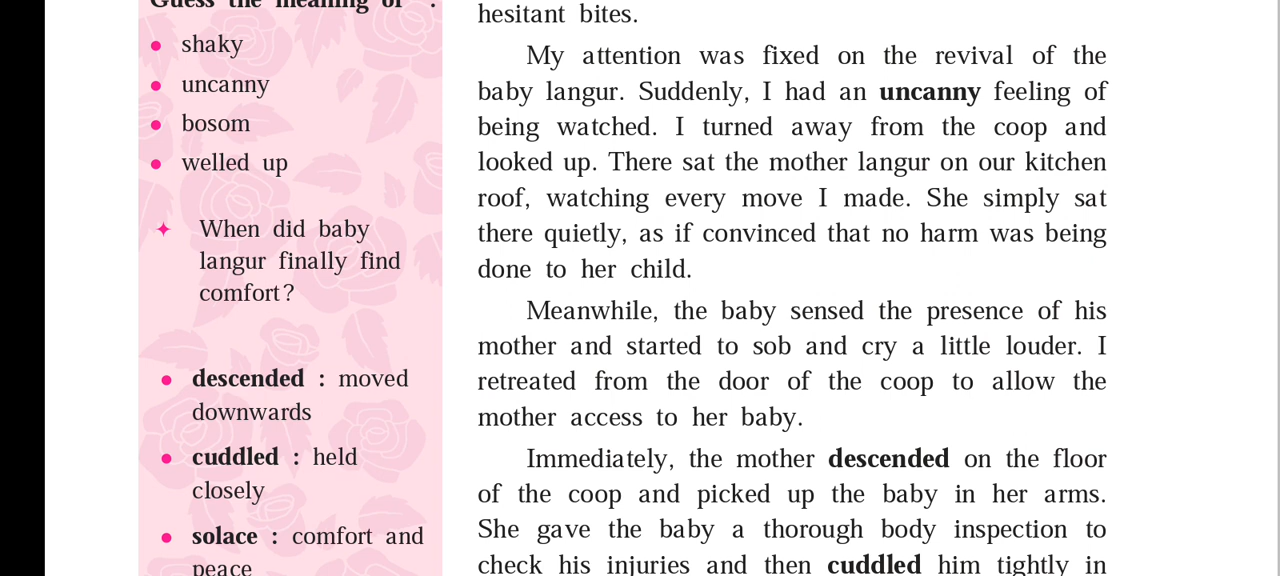 Guess the meaning of :
shaky
uncanny
bosom
welled up
When did baby
langur finally find
comfort?
descended : moved
downwards
cuddled : held
closely
solace : comfort and
peace
hesitant bites.
My attention was fixed on the revival of the
baby langur. Suddenly, I had an uncanny feeling of
being watched. I turned away from the coop and
looked up. There sat the mother langur on our kitchen
roof, watching every move I made. She simply sat
there quietly, as if convinced that no harm was being
done to her child.
Meanwhile, the baby sensed the presence of his
mother and started to sob and cry a little louder. I
retreated from the door of the coop to allow the
mother access to her baby.
Immediately, the mother descended on the floor
of the coop and picked up the baby in her arms.
She gave the baby a thorough body inspection to
check his injuries and then cuddled him tightly in